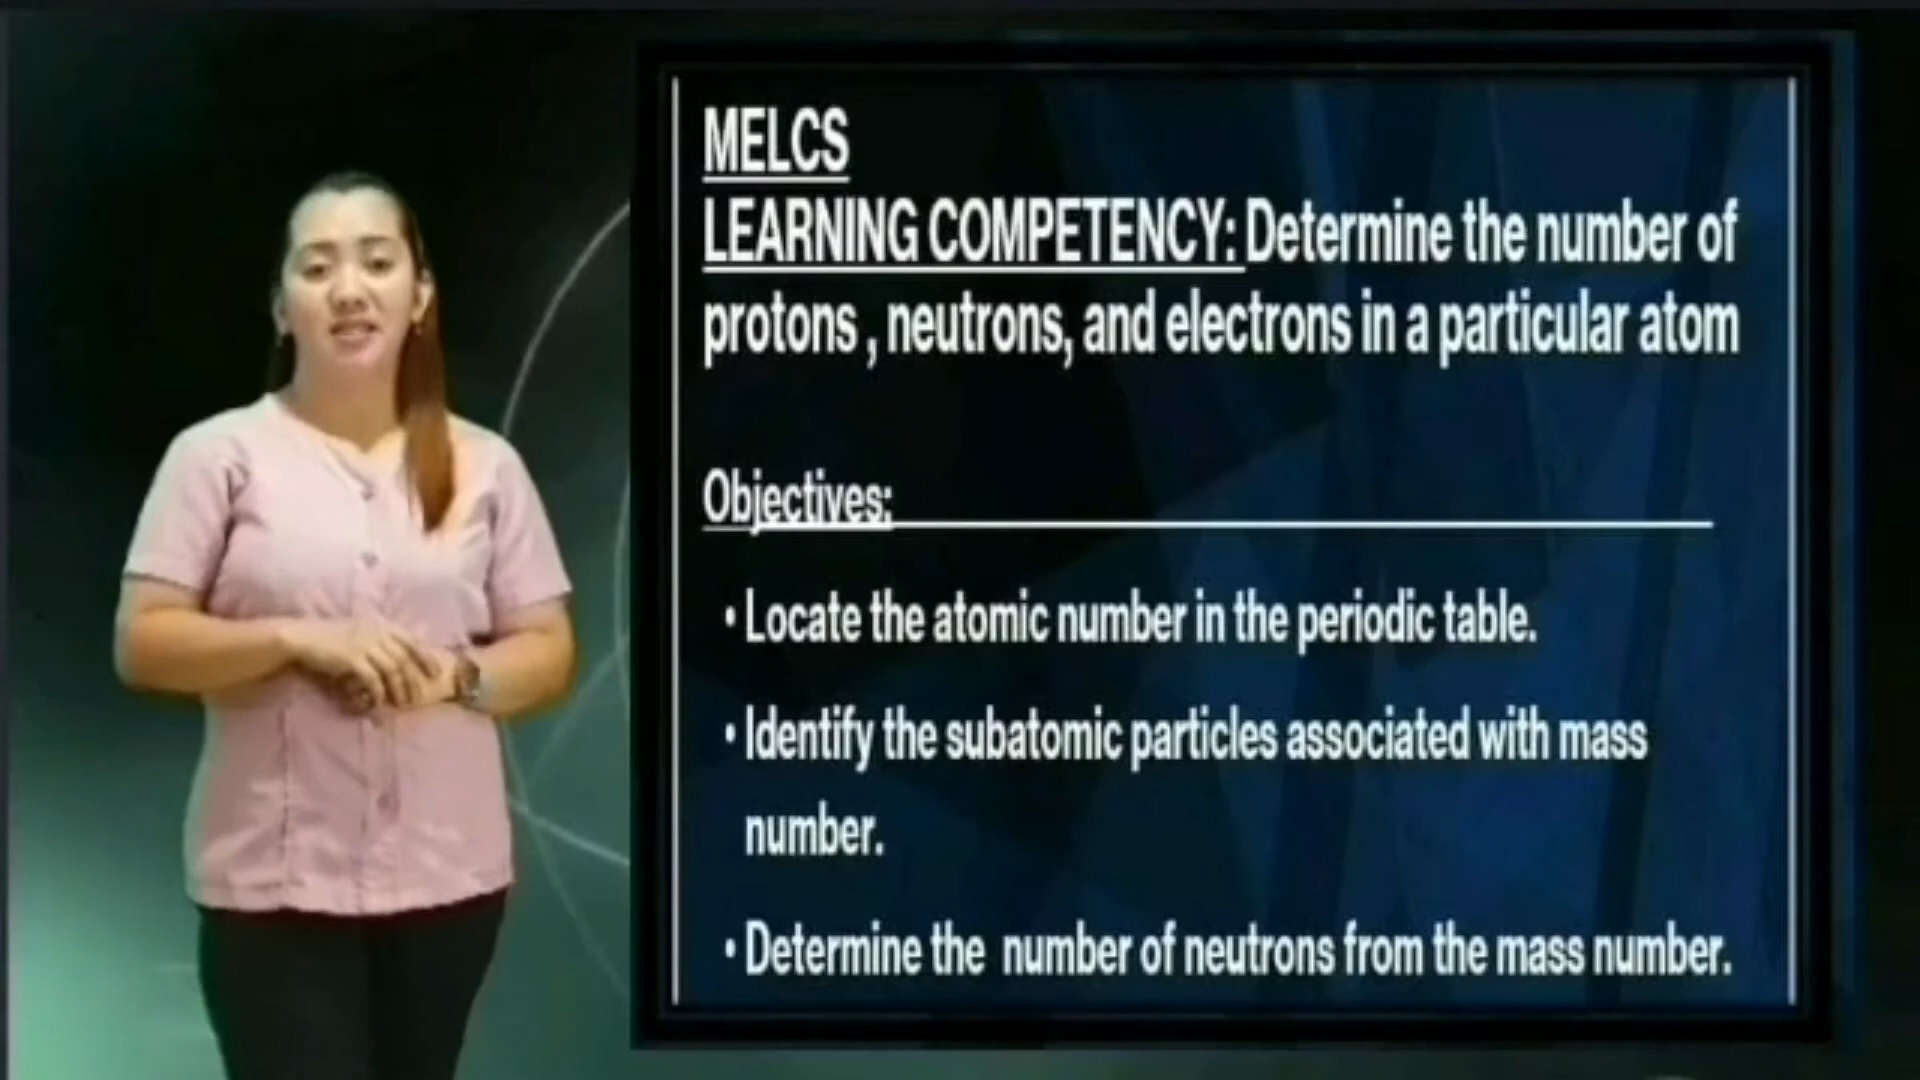 MELCS
LEARNING COMPETENCY: Determine the number of
protons , neutrons, and electrons in a particular atom
Objectives:
• Locate the atomic number in the periodic table.
• Identify the subatomic particles associated with mass
number.
• Determine the number of neutrons from the mass number.